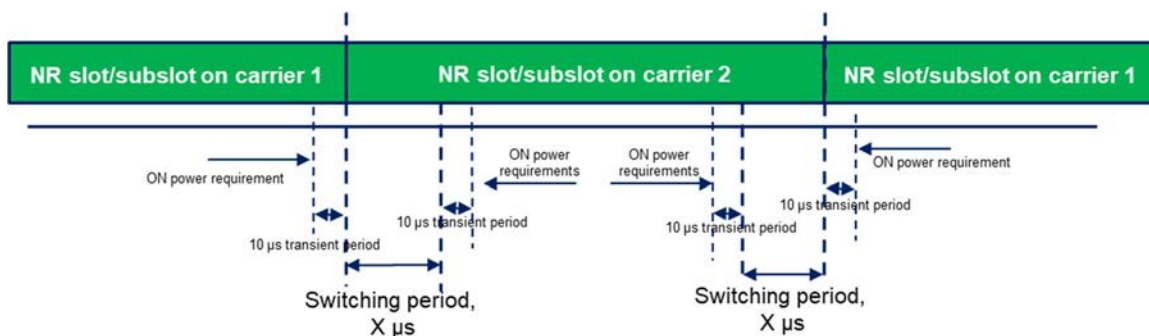 NR slot/subslot on carrier 1
NR slot/subslot on carrier 2
NR slot/subslot on carrier 1
ON power requirement
ON power
requirements
ON power
requirements
ON power requirement
10 µs transient period
10 µs transient period
10 µs transient period
10 µs transient period
Switching period,
X µs
Switching period,
X µs